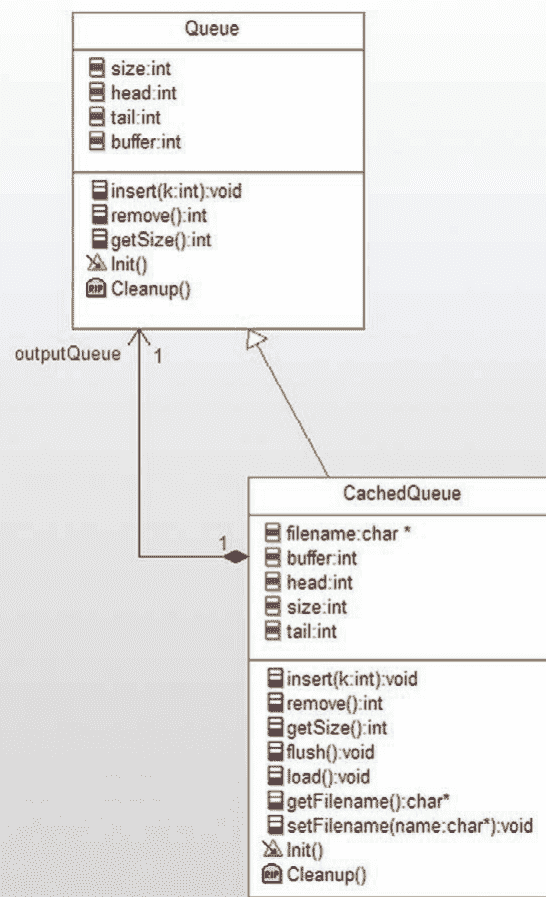 Queue
size:int
head:int
tail:int
buffer:int
insert(k:int):void
remove():int
getSize():int
Init()
RIP Cleanup()
outputQueue
1
CachedQueue
1
filename:char *
buffer:int
head:int
size:int
tail:int
insert(k:int):void
remove():int
getSize():int
flush():void
load():void
getFilename():char*
setFilename(name:char*):void
Init()
RIP Cleanup()